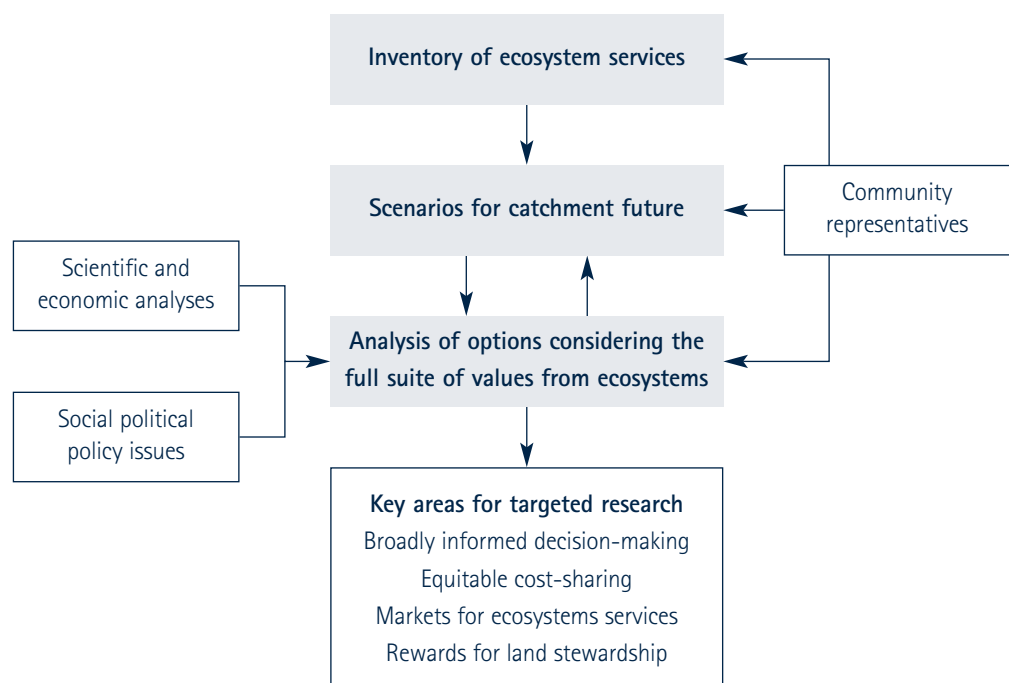 Inventory of ecosystem services
Scenarios for catchment future
Community
representatives
Scientific and
economic analyses
Analysis of options considering the
full suite of values from ecosystems
Social political
policy issues
Key areas for targeted research
Broadly informed decision-making
Equitable cost-sharing
Markets for ecosystems services
Rewards for land stewardship